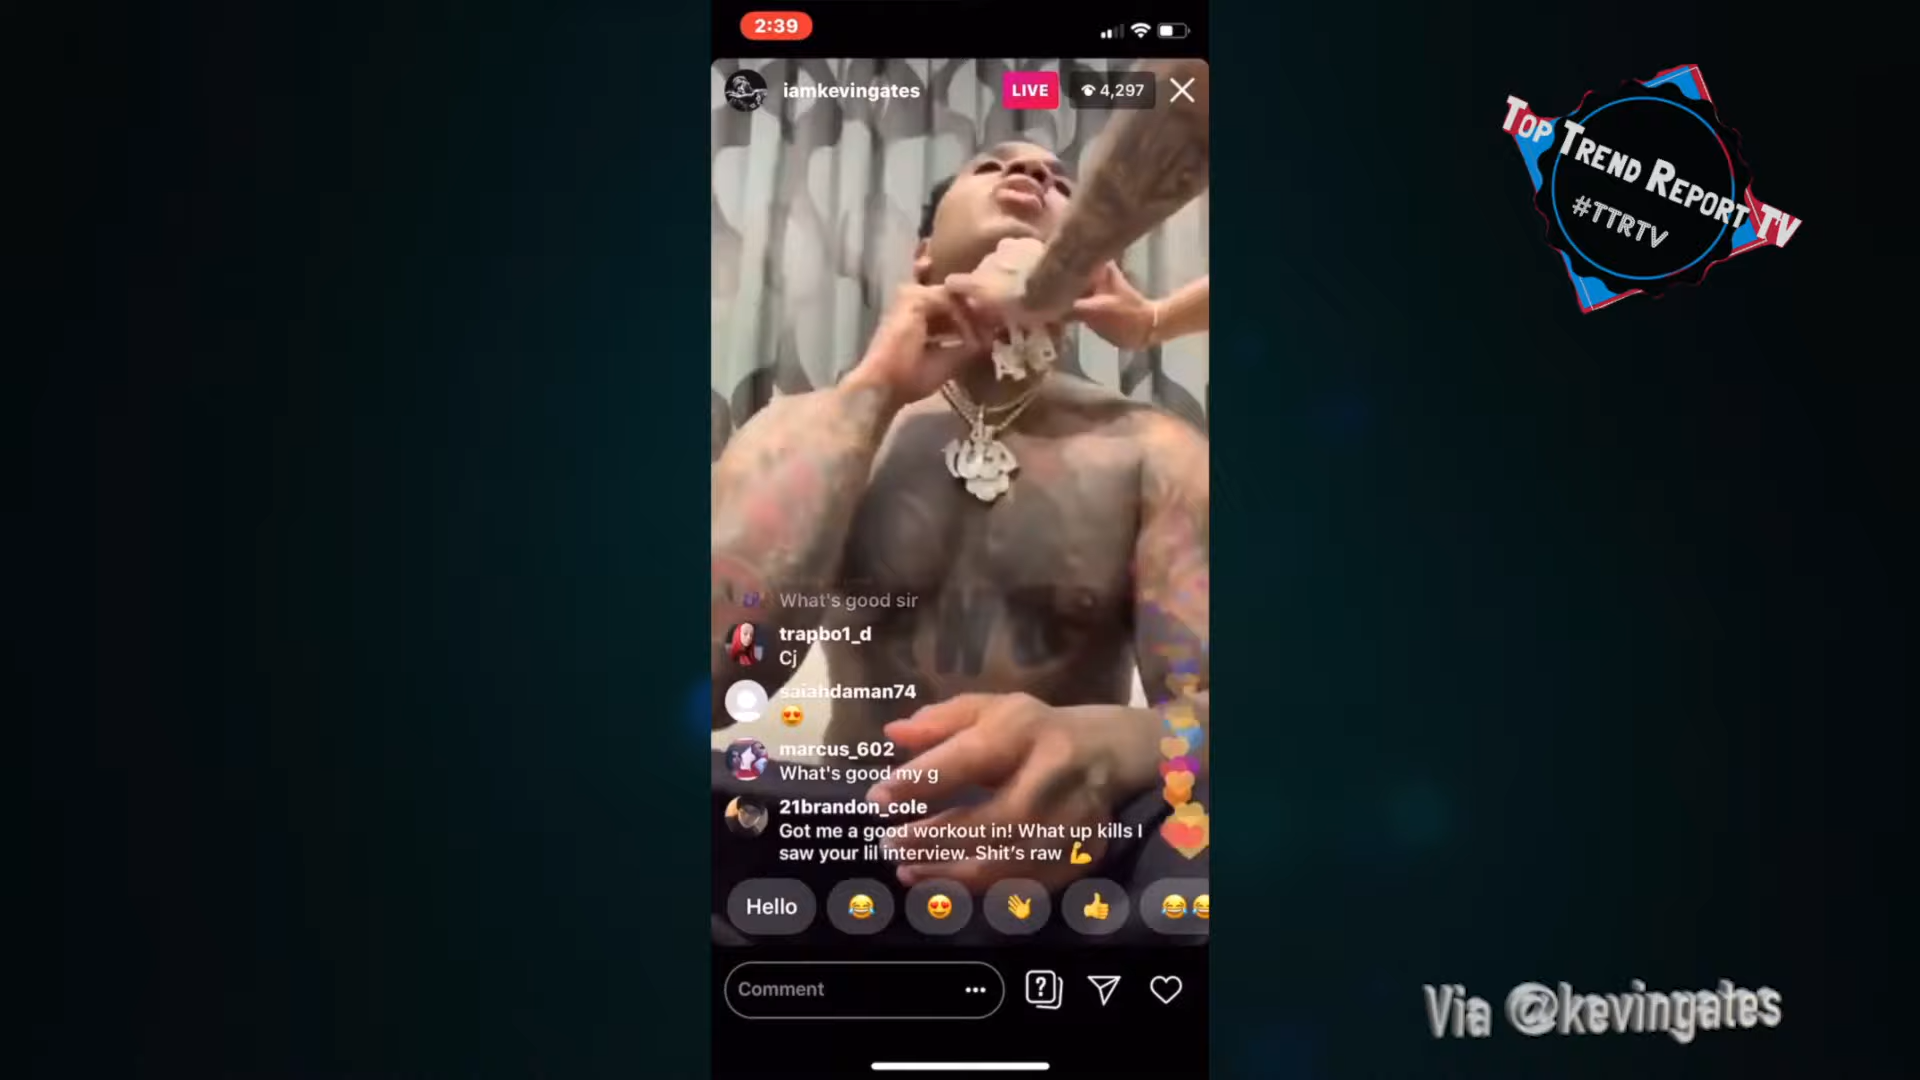 2:39
iamkevingates
LIVE
4,297
TOP TREND REPORT TV
#TTRTV
What's good sir
trapbo1_d
Cj
saiahdaman74
😍
marcus_602
What's good my g
21brandon_cole
Got me a good workout in! What up kills I
saw your lil interview. Shit's raw 💪
Hello 😂 😍 👋 👍 😂😂
Comment
Via @kevingates